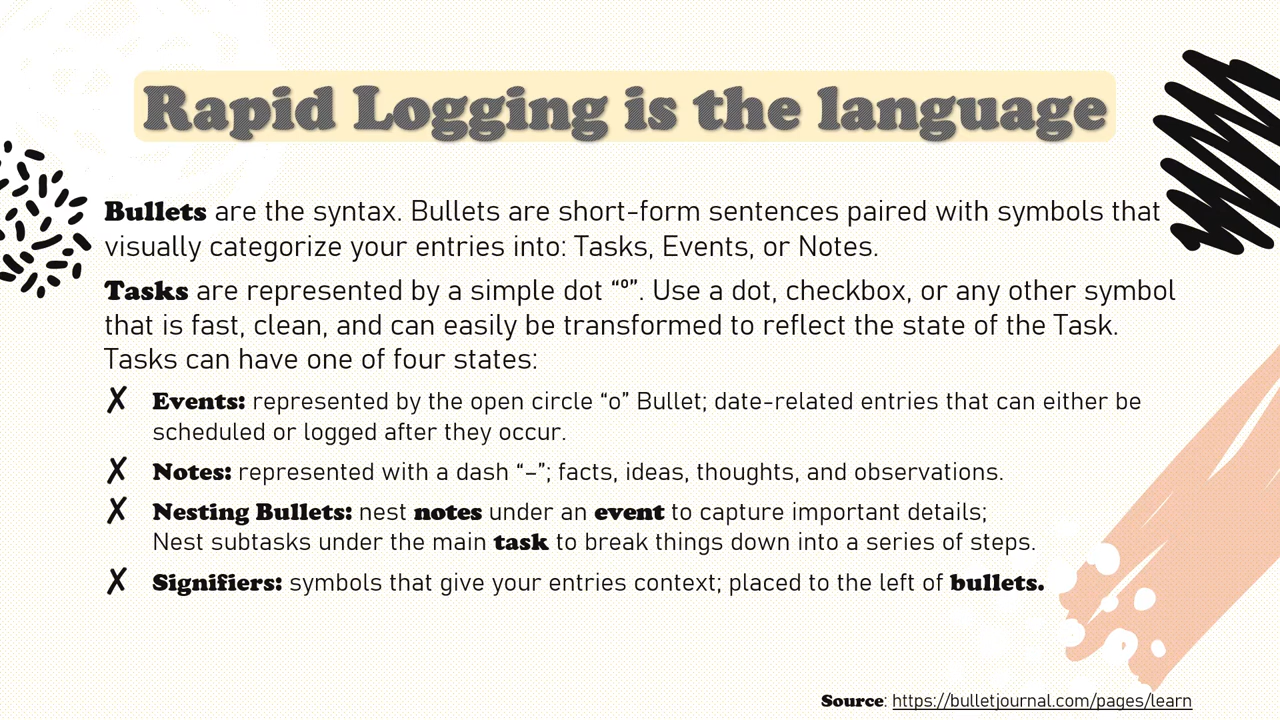 Rapid Logging is the language
Bullets are the syntax. Bullets are short-form sentences paired with symbols that
visually categorize your entries into: Tasks, Events, or Notes.
Tasks are represented by a simple dot “º”. Use a dot, checkbox, or any other symbol
that is fast, clean, and can easily be transformed to reflect the state of the Task.
Tasks can have one of four states:
✗ Events: represented by the open circle “o” Bullet; date-related entries that can either be
scheduled or logged after they occur.
✗ Notes: represented with a dash “–”; facts, ideas, thoughts, and observations.
✗ Nesting Bullets: nest notes under an event to capture important details;
Nest subtasks under the main task to break things down into a series of steps.
✗ Signifiers: symbols that give your entries context; placed to the left of bullets.
Source: https://bulletjournal.com/pages/learn